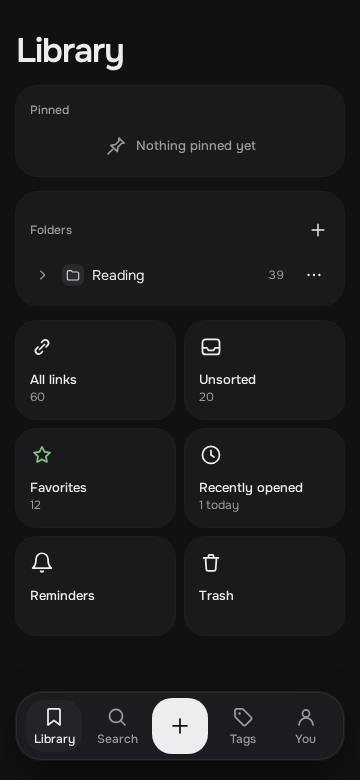 Library
Pinned
Nothing pinned yet
Folders
Reading 39
All links
60
Unsorted
20
Favorites
12
Recently opened
1 today
Reminders
Trash
Library
Search
Tags
You